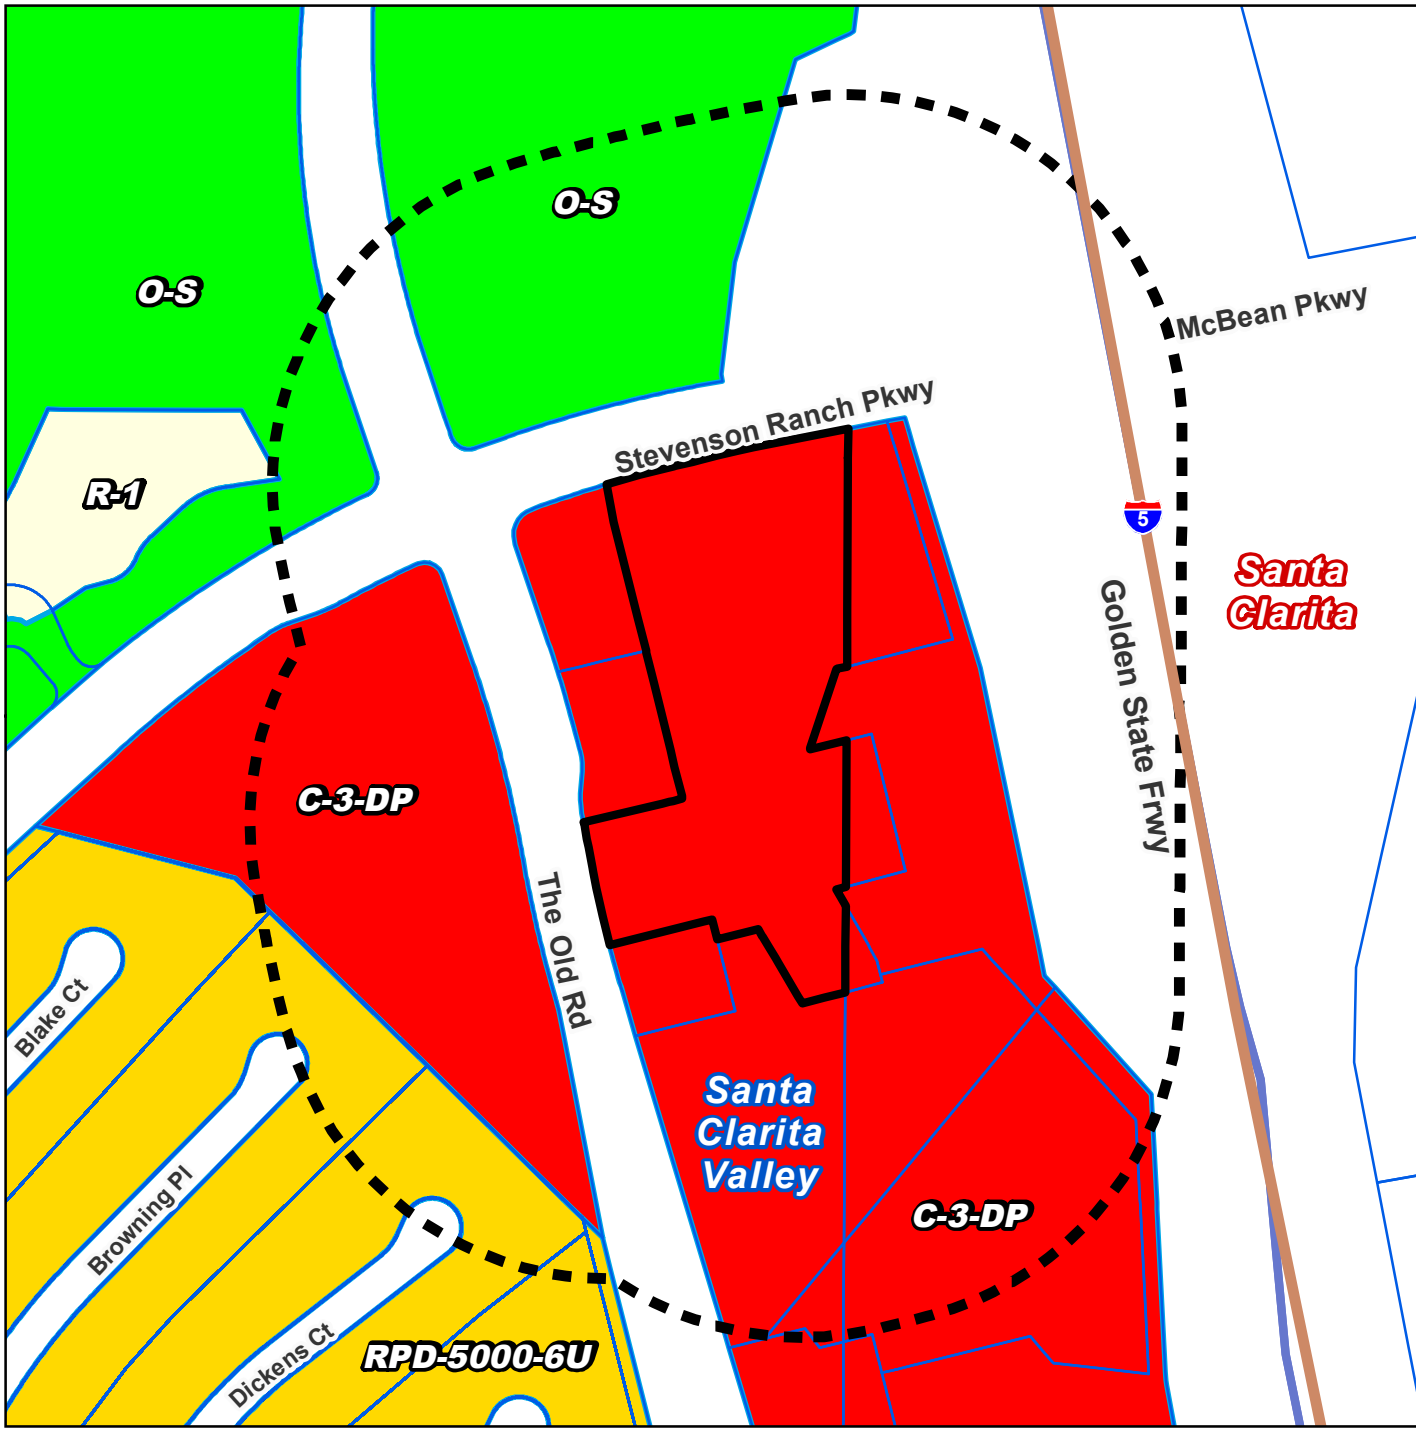 O-S
O-S
McBean Pkwy
Stevenson Ranch Pkwy
R-1
5
Santa
Clarita
Golden State Frwy
C-3-DP
The Old Rd
Blake Ct
Santa
Clarita
Valley
Browning Pl
C-3-DP
Dickens Ct
RPD-5000-6U